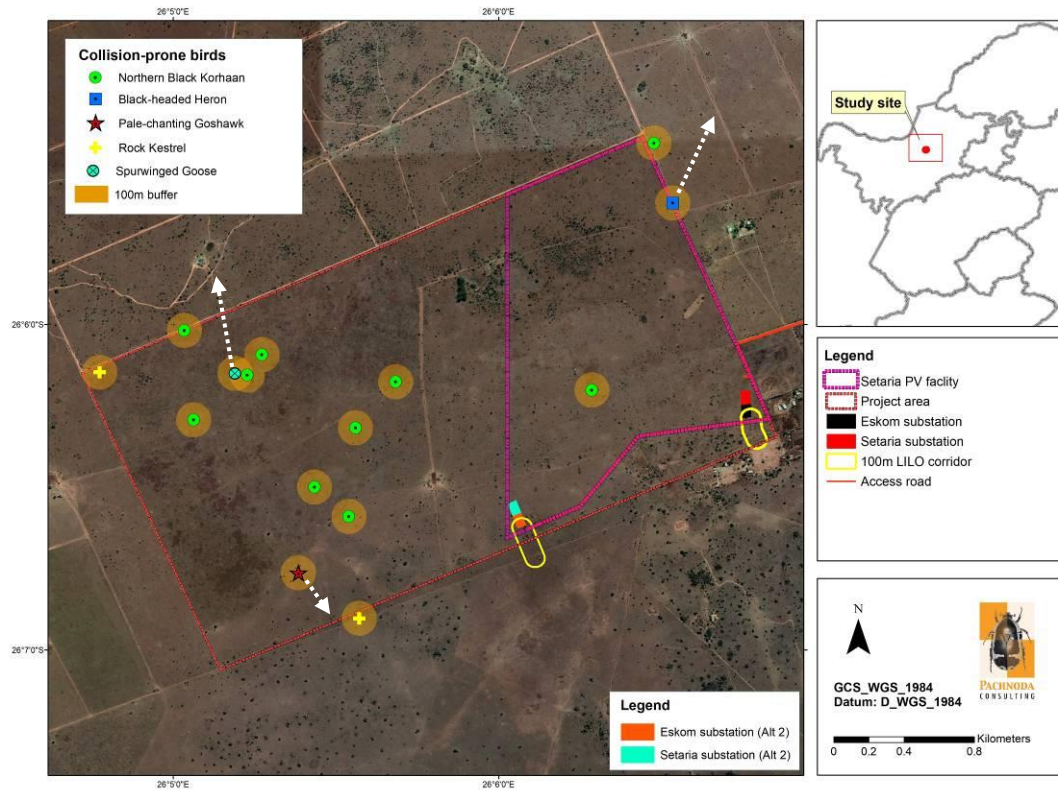 26°5'0"E
26°6'0"E
Collision-prone birds
Northern Black Korhaan
Black-headed Heron
Pale-chanting Goshawk
Rock Kestrel
Spurwinged Goose
100m buffer
Study site
26°6'0"S
26°7'0"S
Legend
Setaria PV facility
Project area
Eskom substation
Setaria substation
100m LILO corridor
Access road
Legend
Eskom substation (Alt 2)
Setaria substation (Alt 2)
N
PACHNODA
CONSULTING
GCS_WGS_1984
Datum: D_WGS_1984
Kilometers
0 0.2 0.4 0.8
26°5'0"E
26°6'0"E